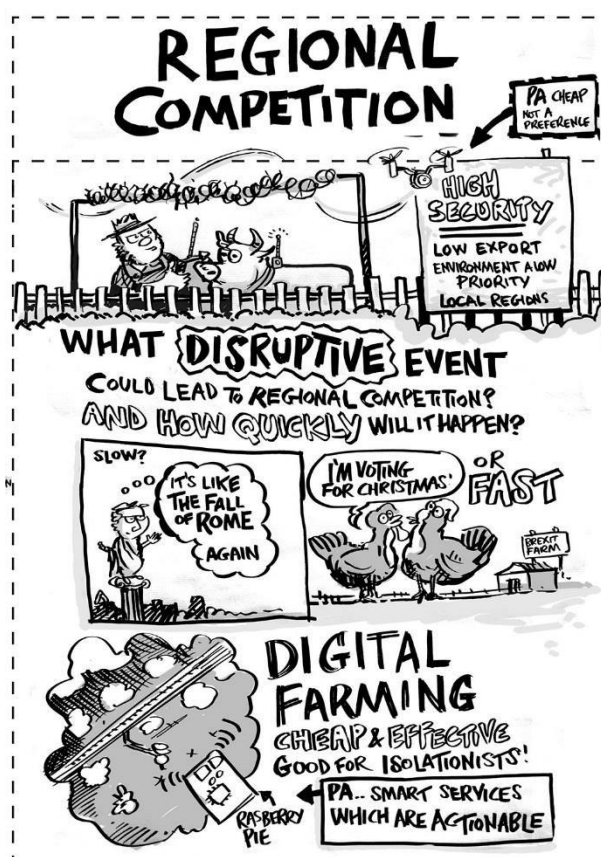 REGIONAL
COMPETITION
PA CHEAP
NOT A
PREFERENCE
HIGH
SECURITY
LOW EXPORT
ENVIRONMENT A LOW
PRIORITY
LOCAL REGIONS
WHAT DISRUPTIVE EVENT
COULD LEAD TO REGIONAL COMPETITION?
AND HOW QUICKLY WILL IT HAPPEN?
SLOW?
IT'S LIKE
THE FALL
OF ROME
AGAIN
I'M VOTING
FOR CHRISTMAS'
OR
FAST
BREXIT
FARM
N
DIGITAL
FARMING
CHEAP & EFFECTIVE
GOOD FOR ISOLATIONISTS!
RASBERRY
PIE
PA.. SMART SERVICES
WHICH ARE ACTIONABLE